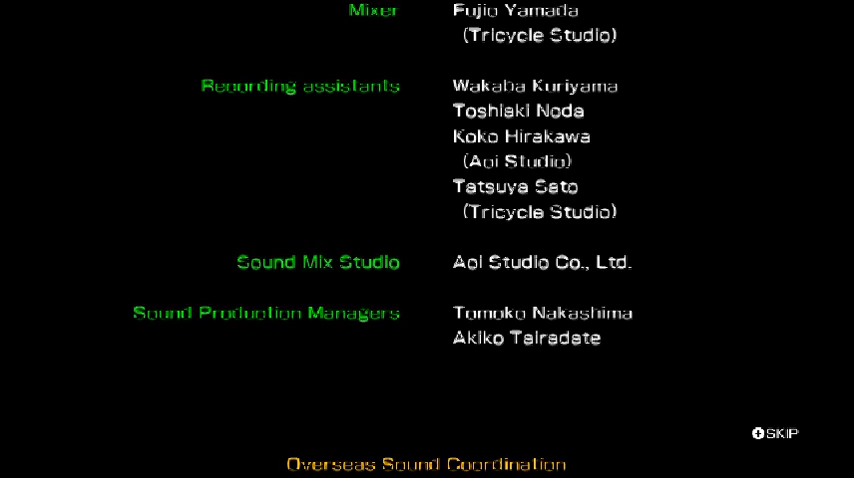 Mixer Fujio Yamada
(Tricycle Studio)
Recording assistants Wakaba Kuriyama
Toshiaki Noda
Koko Hirakawa
(Aoi Studio)
Tatsuya Sato
(Tricycle Studio)
Sound Mix Studio Aoi Studio Co., Ltd.
Sound Production Managers Tomoko Nakashima
Akiko Tairadate
SKIP
Overseas Sound Coordination